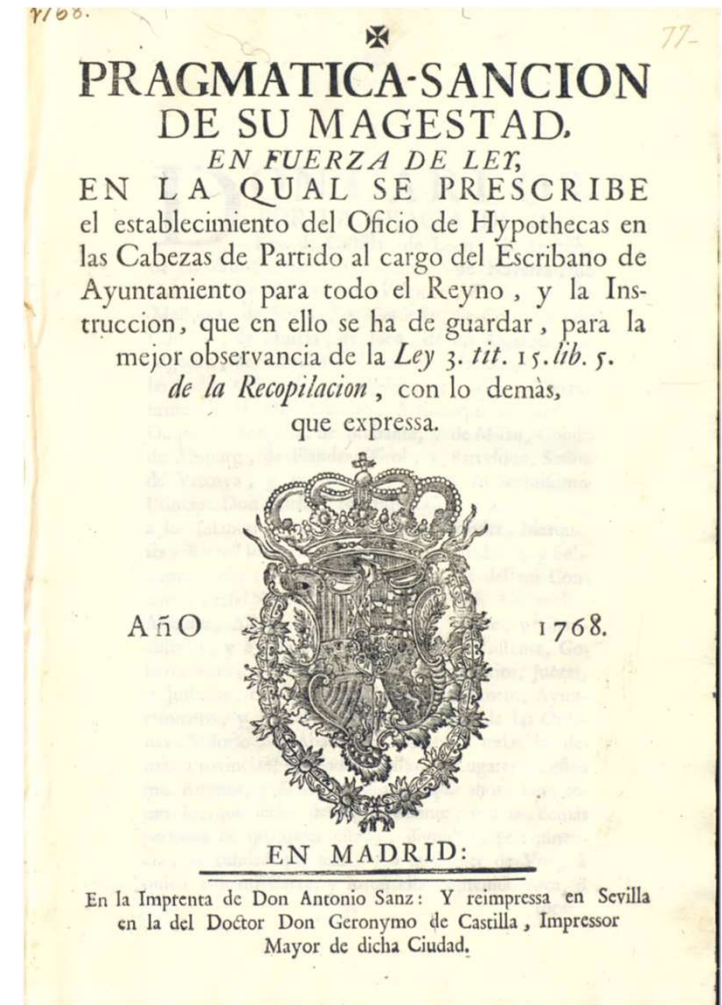 1768.
77-
PRAGMATICA-SANCION
DE SU MAGESTAD,
EN FUERZA DE LEY,
EN LA QUAL SE PRESCRIBE
el establecimiento del Oficio de Hypothecas en
las Cabezas de Partido al cargo del Escribano de
Ayuntamiento para todo el Reyno, y la Ins-
truccion, que en ello se ha de guardar, para la
mejor observancia de la Ley 3. tit. 15. lib. 5.
de la Recopilacion, con lo demàs,
que expressa.
AñO 1768.
EN MADRID:
En la Imprenta de Don Antonio Sanz: Y reimpressa en Sevilla
en la del Doctor Don Geronymo de Castilla, Impressor
Mayor de dicha Ciudad.